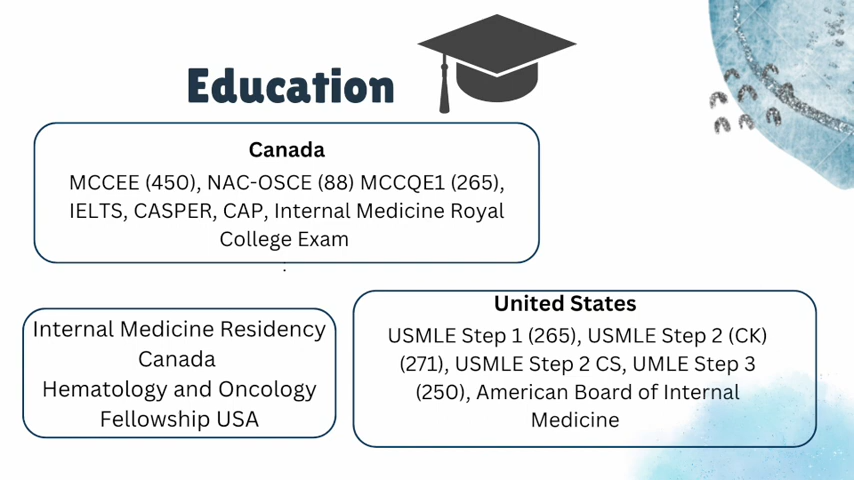 Education
Canada
MCCEE (450), NAC-OSCE (88) MCCQE1 (265),
IELTS, CASPER, CAP, Internal Medicine Royal
College Exam
.
United States
USMLE Step 1 (265), USMLE Step 2 (CK)
(271), USMLE Step 2 CS, UMLE Step 3
(250), American Board of Internal
Medicine
Internal Medicine Residency
Canada
Hematology and Oncology
Fellowship USA